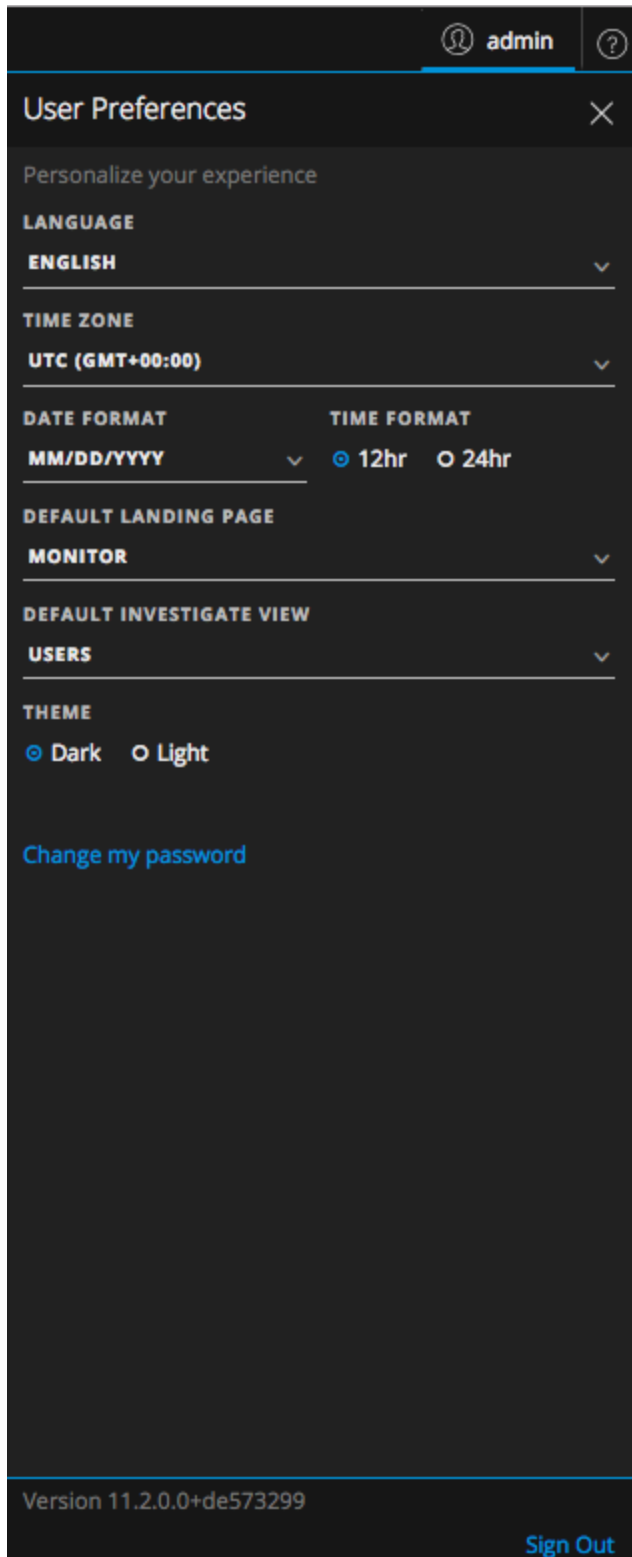 admin
User Preferences
Personalize your experience
LANGUAGE
ENGLISH
TIME ZONE
UTC (GMT+00:00)
DATE FORMAT TIME FORMAT
MM/DD/YYYY 12hr 24hr
DEFAULT LANDING PAGE
MONITOR
DEFAULT INVESTIGATE VIEW
USERS
THEME
Dark Light
Change my password
Version 11.2.0.0+de573299
Sign Out